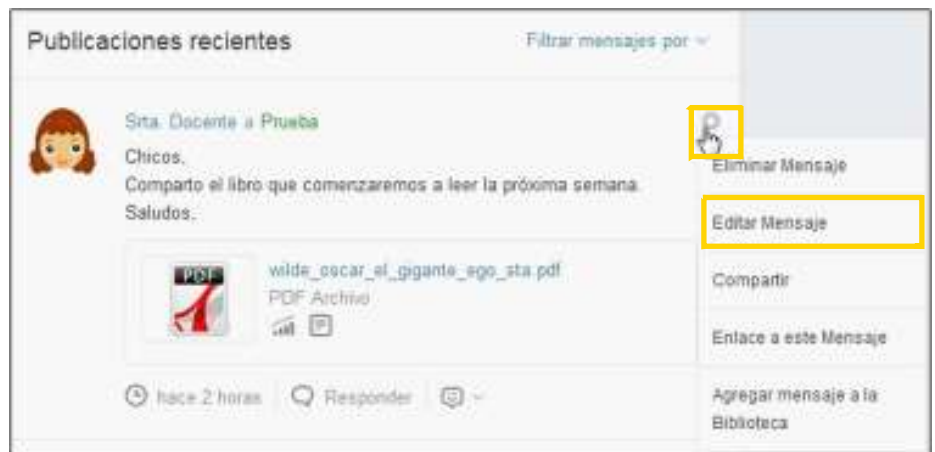 Publicaciones recientes
Filtrar mensajes por
Srta. Docente a Prueba
Chicos,
Comparto el libro que comenzaremos a leer la próxima semana.
Saludos.
PDF
wilde_oscar_el_gigante_ego_sta.pdf
PDF Archivo
hace 2 horas
Responder
Eliminar Mensaje
Editar Mensaje
Compartir
Enlace a este Mensaje
Agregar mensaje a la
Biblioteca